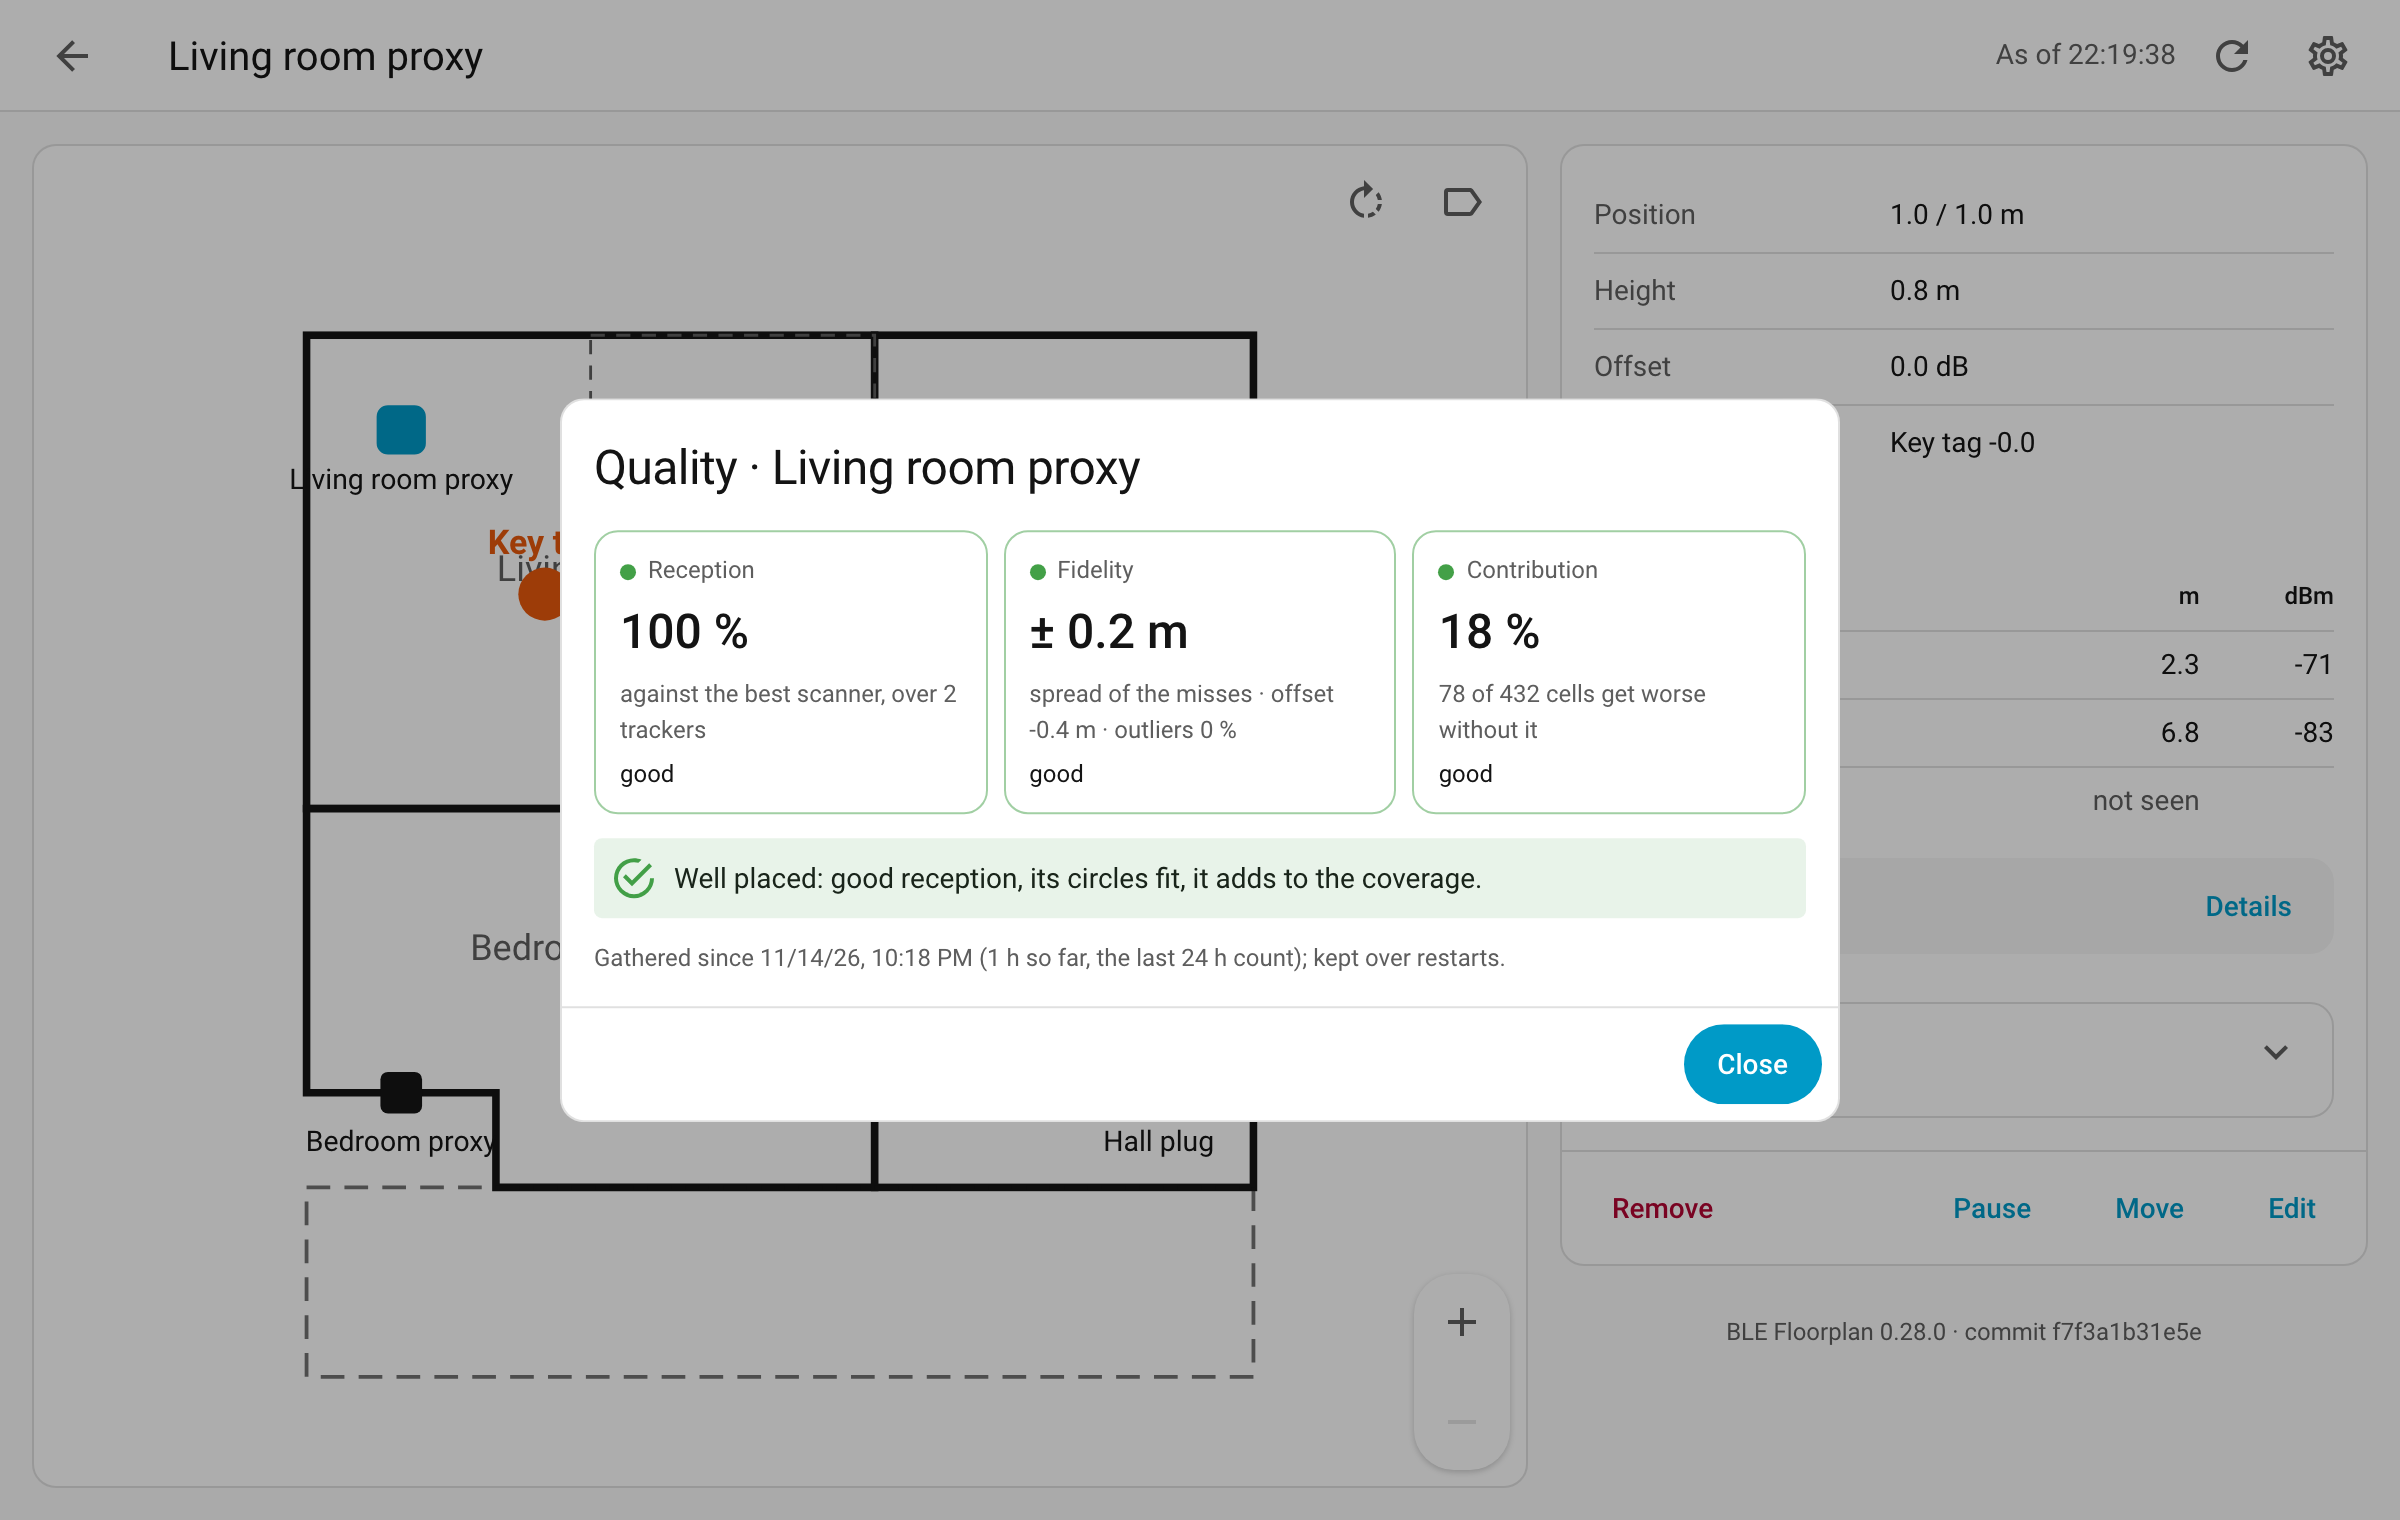 Living room proxy
As of 22:19:38
Living room proxy
Key t
Livin
Bedro
Bedroom proxy
Hall plug
Quality · Living room proxy
Reception
100 %
against the best scanner, over 2
trackers
good
Fidelity
± 0.2 m
spread of the misses · offset
-0.4 m · outliers 0 %
good
Contribution
18 %
78 of 432 cells get worse
without it
good
Well placed: good reception, its circles fit, it adds to the coverage.
Gathered since 11/14/26, 10:18 PM (1 h so far, the last 24 h count); kept over restarts.
Close
Position 1.0 / 1.0 m
Height 0.8 m
Offset 0.0 dB
Key tag -0.0
m dBm
2.3 -71
6.8 -83
not seen
Details
Remove Pause Move Edit
BLE Floorplan 0.28.0 · commit f7f3a1b31e5e